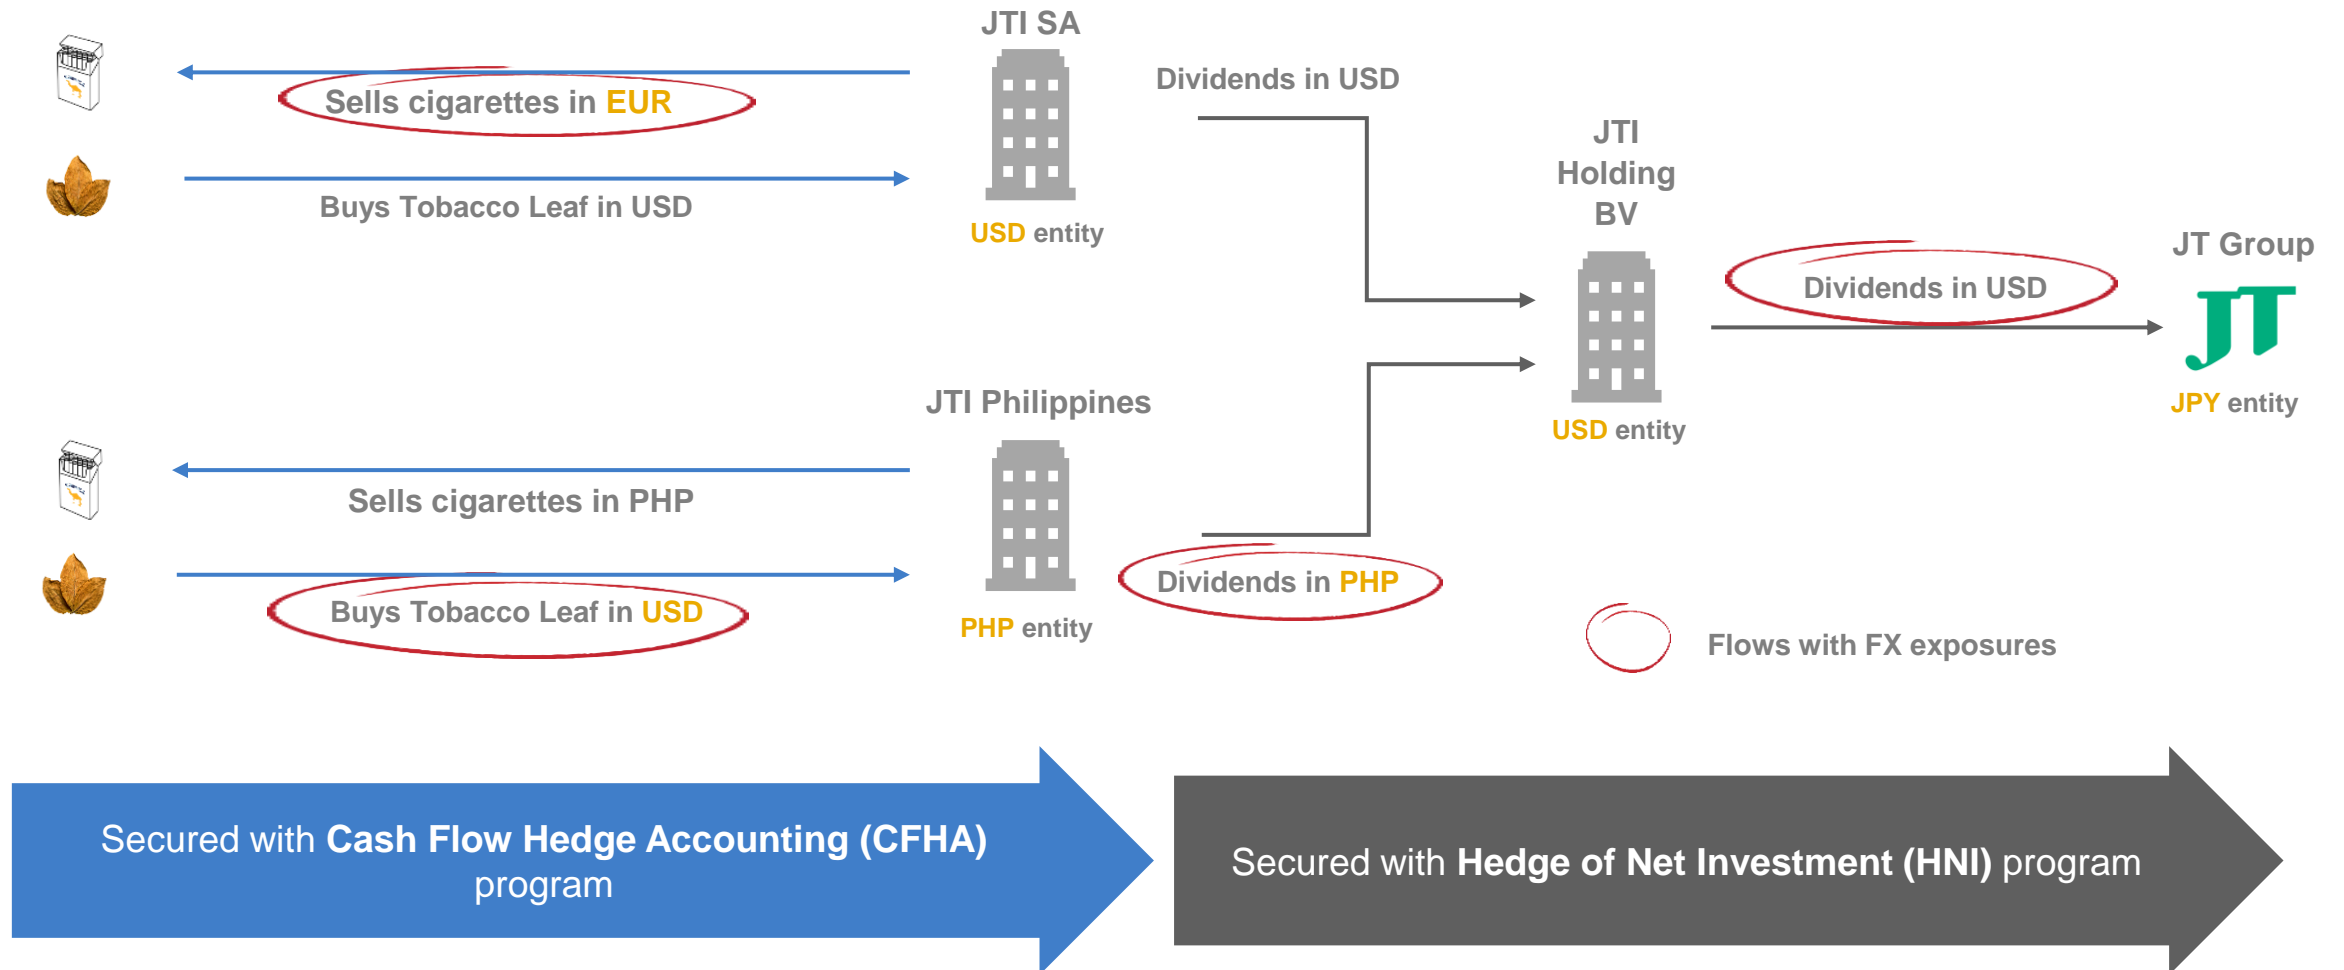 JTI SA
Sells cigarettes in EUR
Dividends in USD
Buys Tobacco Leaf in USD
USD entity
JTI
Holding
BV
USD entity
Dividends in USD
JT Group
JT
JPY entity
JTI Philippines
Sells cigarettes in PHP
Buys Tobacco Leaf in USD
PHP entity
Dividends in PHP
Flows with FX exposures
Secured with Cash Flow Hedge Accounting (CFHA)
program
Secured with Hedge of Net Investment (HNI) program